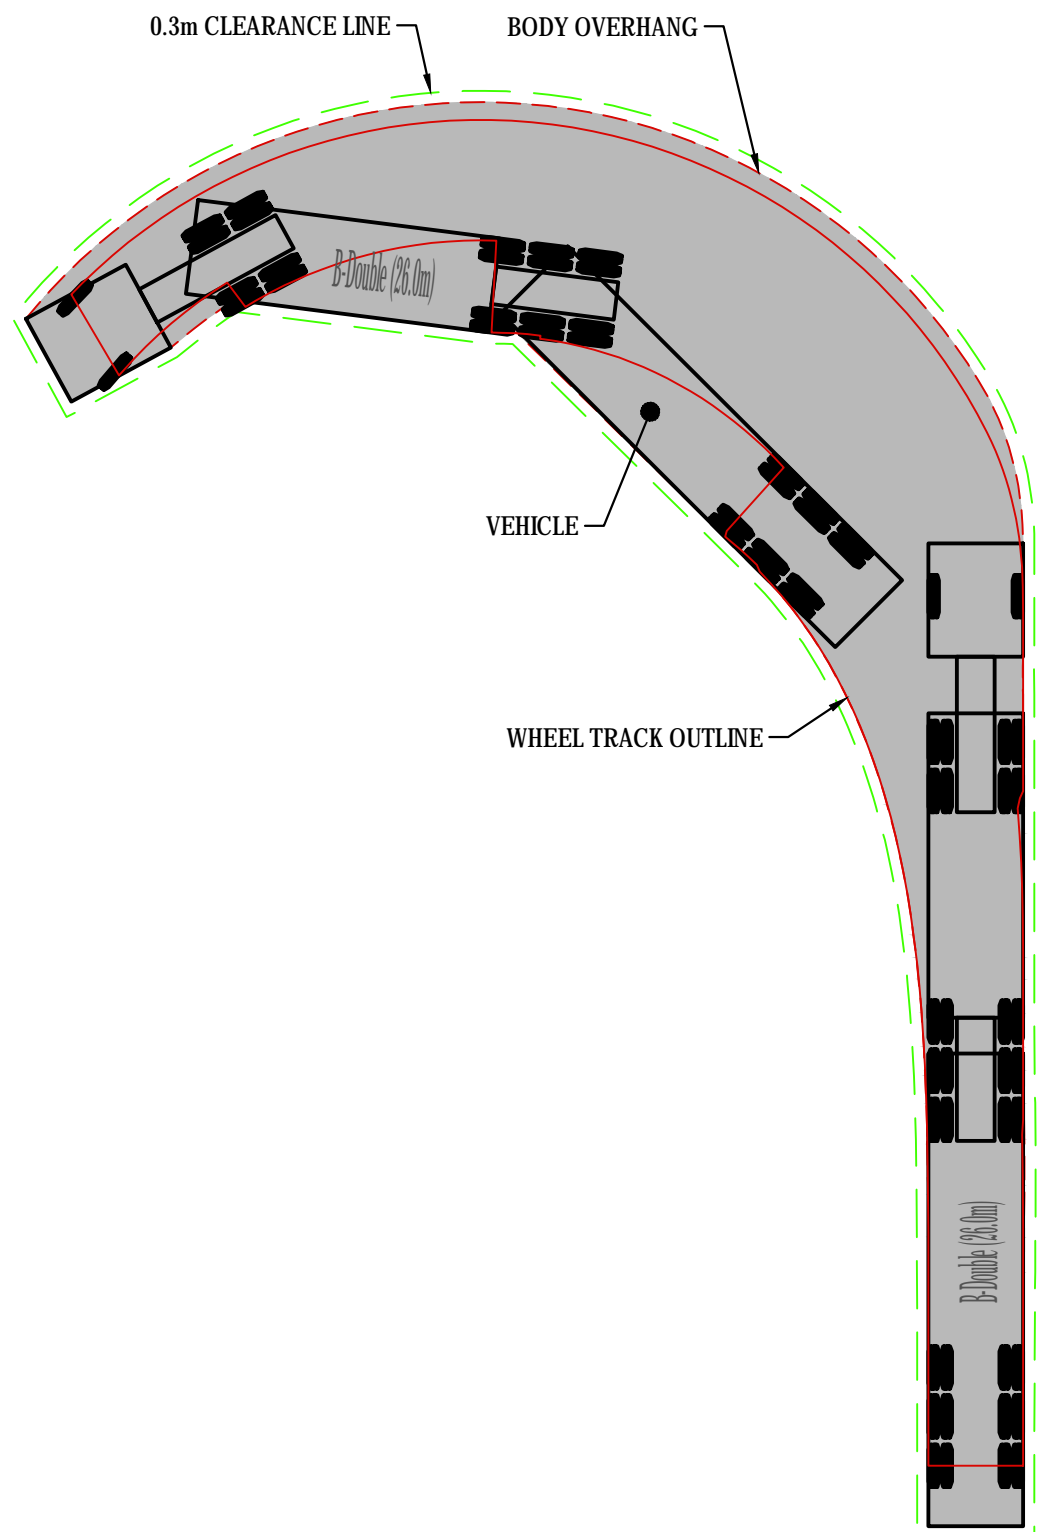 0.3m CLEARANCE LINE
BODY OVERHANG
B-Double (26.0m)
VEHICLE
WHEEL TRACK OUTLINE
B-Double (26.0m)